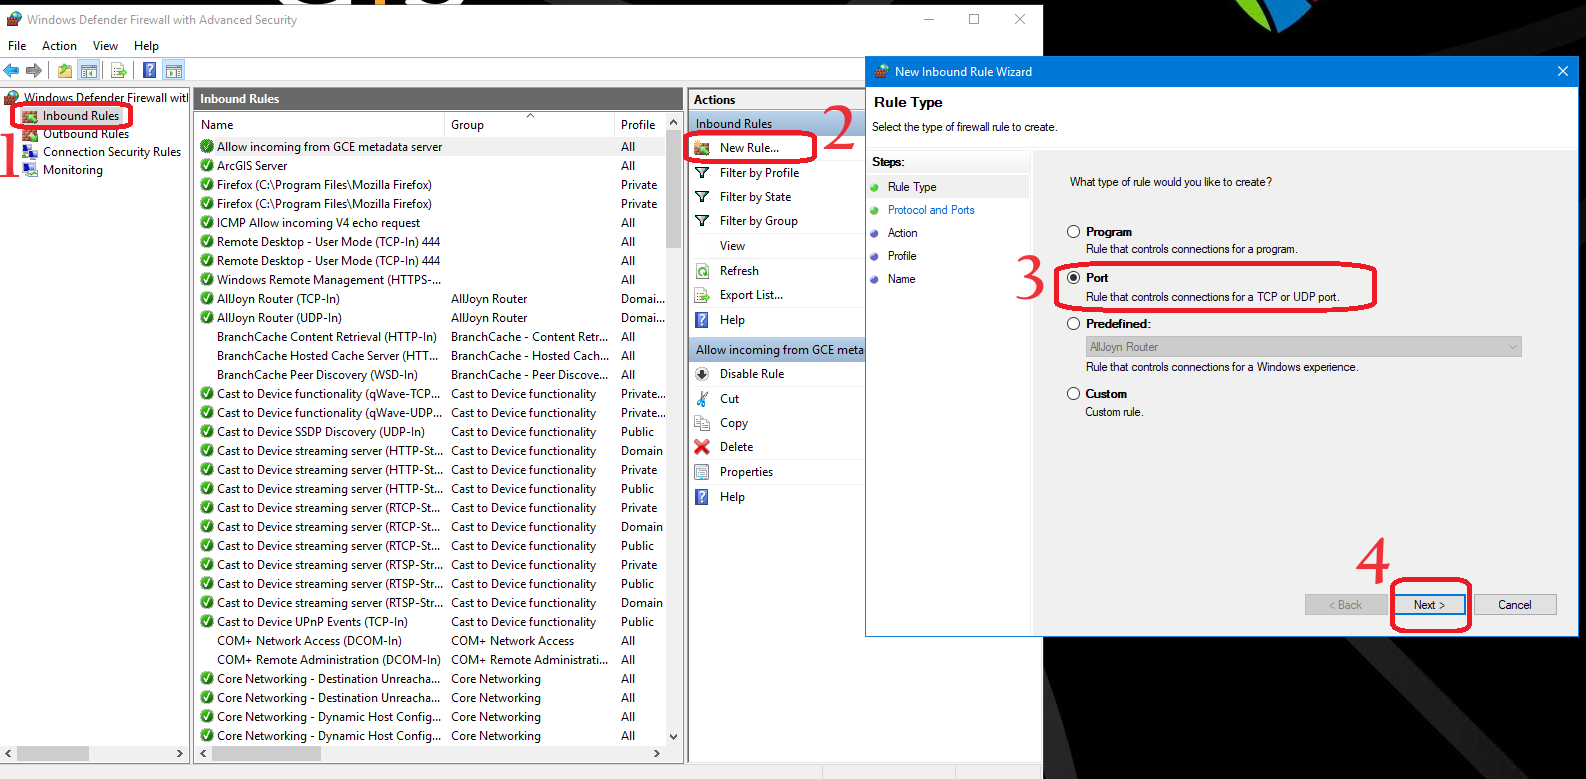 Windows Defender Firewall with Advanced Security
File Action View Help
Windows Defender Firewall with
Inbound Rules
Outbound Rules
Connection Security Rules
Monitoring
1
Inbound Rules
Name Group Profile
Allow incoming from GCE metadata server All
ArcGIS Server All
Firefox (C:\Program Files\Mozilla Firefox) Private
Firefox (C:\Program Files\Mozilla Firefox) Private
ICMP Allow incoming V4 echo request All
Remote Desktop - User Mode (TCP-In) 444 All
Remote Desktop - User Mode (TCP-In) 444 All
Windows Remote Management (HTTPS-... All
AllJoyn Router (TCP-In) AllJoyn Router Domai...
AllJoyn Router (UDP-In) AllJoyn Router Domai...
BranchCache Content Retrieval (HTTP-In) BranchCache - Content Retr... All
BranchCache Hosted Cache Server (HTT... BranchCache - Hosted Cach... All
BranchCache Peer Discovery (WSD-In) BranchCache - Peer Discove... All
Cast to Device functionality (qWave-TCP... Cast to Device functionality Private...
Cast to Device functionality (qWave-UDP... Cast to Device functionality Private...
Cast to Device SSDP Discovery (UDP-In) Cast to Device functionality Public
Cast to Device streaming server (HTTP-St... Cast to Device functionality Domain
Cast to Device streaming server (HTTP-St... Cast to Device functionality Private
Cast to Device streaming server (HTTP-St... Cast to Device functionality Public
Cast to Device streaming server (RTCP-St... Cast to Device functionality Private
Cast to Device streaming server (RTCP-St... Cast to Device functionality Domain
Cast to Device streaming server (RTCP-St... Cast to Device functionality Public
Cast to Device streaming server (RTSP-Str... Cast to Device functionality Private
Cast to Device streaming server (RTSP-Str... Cast to Device functionality Public
Cast to Device streaming server (RTSP-Str... Cast to Device functionality Domain
Cast to Device UPnP Events (TCP-In) Cast to Device functionality Public
COM+ Network Access (DCOM-In) COM+ Network Access All
COM+ Remote Administration (DCOM-In) COM+ Remote Administrati... All
Core Networking - Destination Unreacha... Core Networking All
Core Networking - Destination Unreacha... Core Networking All
Core Networking - Dynamic Host Config... Core Networking All
Core Networking - Dynamic Host Config... Core Networking All
Actions
Inbound Rules
New Rule...
2
Filter by Profile
Filter by State
Filter by Group
View
Refresh
Export List...
Help
Allow incoming from GCE meta
Disable Rule
Cut
Copy
Delete
Properties
Help
New Inbound Rule Wizard
Rule Type
Select the type of firewall rule to create.
Steps:
Rule Type
Protocol and Ports
Action
Profile
Name
What type of rule would you like to create?
Program
Rule that controls connections for a program.
3
Port
Rule that controls connections for a TCP or UDP port.
Predefined:
AllJoyn Router
Rule that controls connections for a Windows experience.
Custom
Custom rule.
4
< Back Next > Cancel